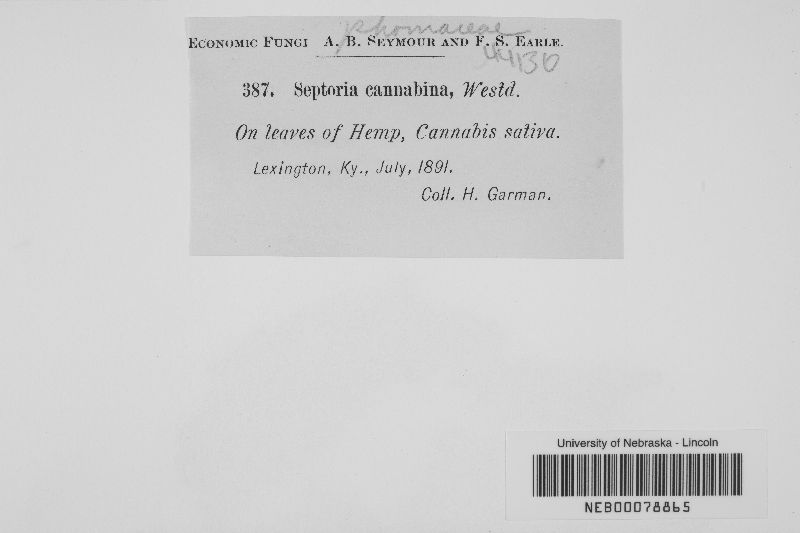 Phomaceae
ECONOMIC FUNGI A. B. SEYMOUR AND F. S. EARLE.
44130
387. Septoria cannabina, Westd.
On leaves of Hemp, Cannabis sativa.
Lexington, Ky., July, 1891.
Coll. H. Garman.
University of Nebraska - Lincoln
NEB00078865